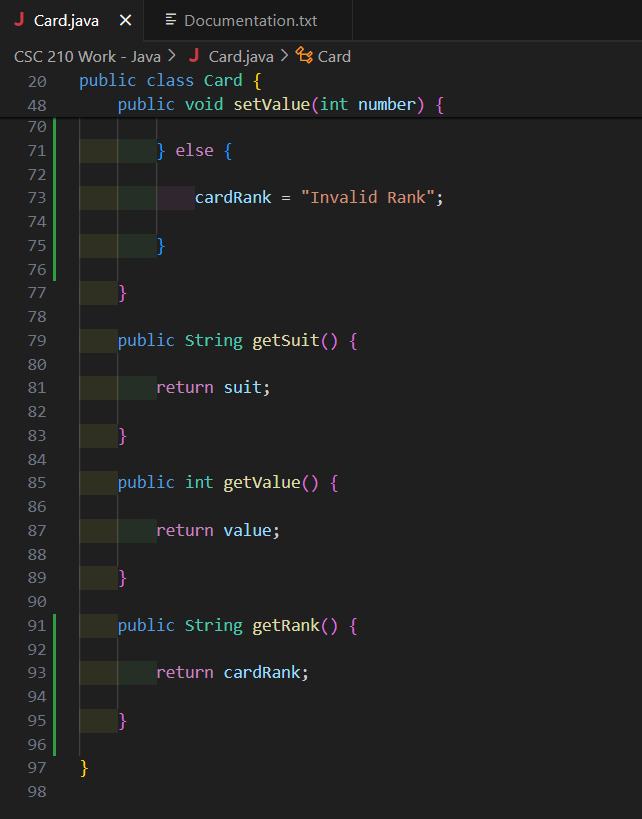 Card.java
Documentation.txt
CSC 210 Work - Java > Card.java > Card
20 public class Card {
48     public void setValue(int number) {
70
71         } else {
72
73             cardRank = "Invalid Rank";
74
75         }
76
77     }
78
79     public String getSuit() {
80
81         return suit;
82
83     }
84
85     public int getValue() {
86
87         return value;
88
89     }
90
91     public String getRank() {
92
93         return cardRank;
94
95     }
96
97 }
98